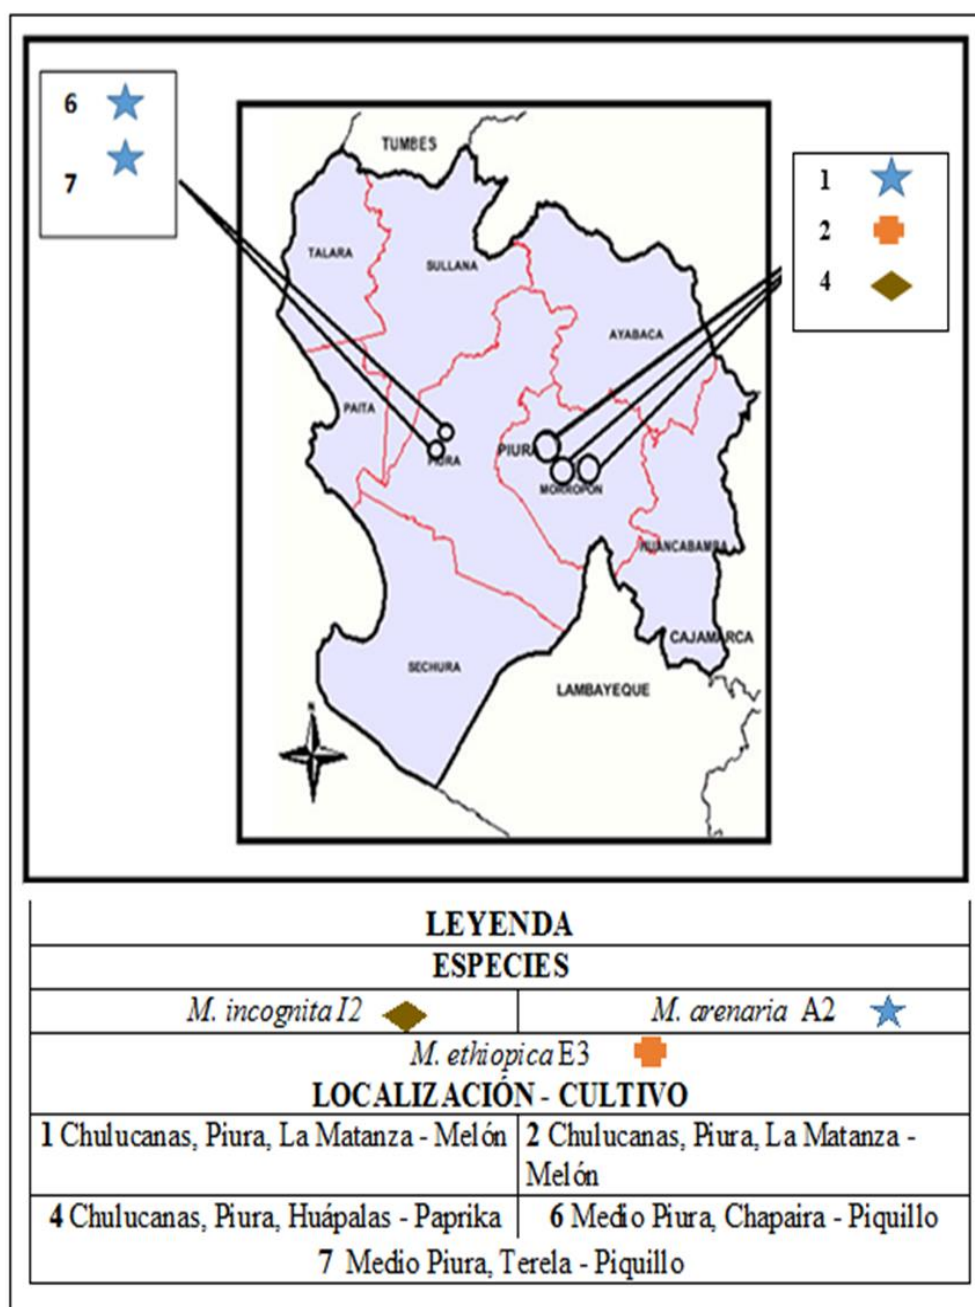 6
7
1
2
4
TUMBES
TALARA
SULLANA
AYABACA
PAITA
PIURA
PIURA
MORROPON
HUANCABAMBA
CAJAMARCA
SECHURA
LAMBAYEQUE
N
LEYENDA
ESPECIES
M. incognita I2
M. arenaria A2
M. ethiopica E3
LOCALIZACIÓN - CULTIVO
1 Chulucanas, Piura, La Matanza - Melón
2 Chulucanas, Piura, La Matanza -
Melón
4 Chulucanas, Piura, Huápalas - Paprika
6 Medio Piura, Chapaira - Piquillo
7 Medio Piura, Terela - Piquillo